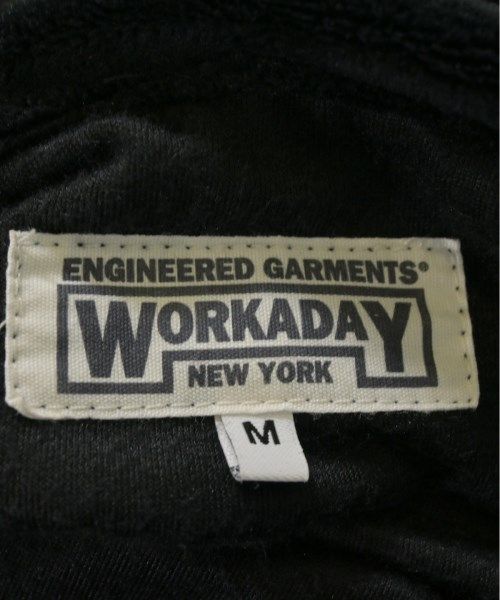 ENGINEERED GARMENTS®
WORKADAY
NEW YORK
M